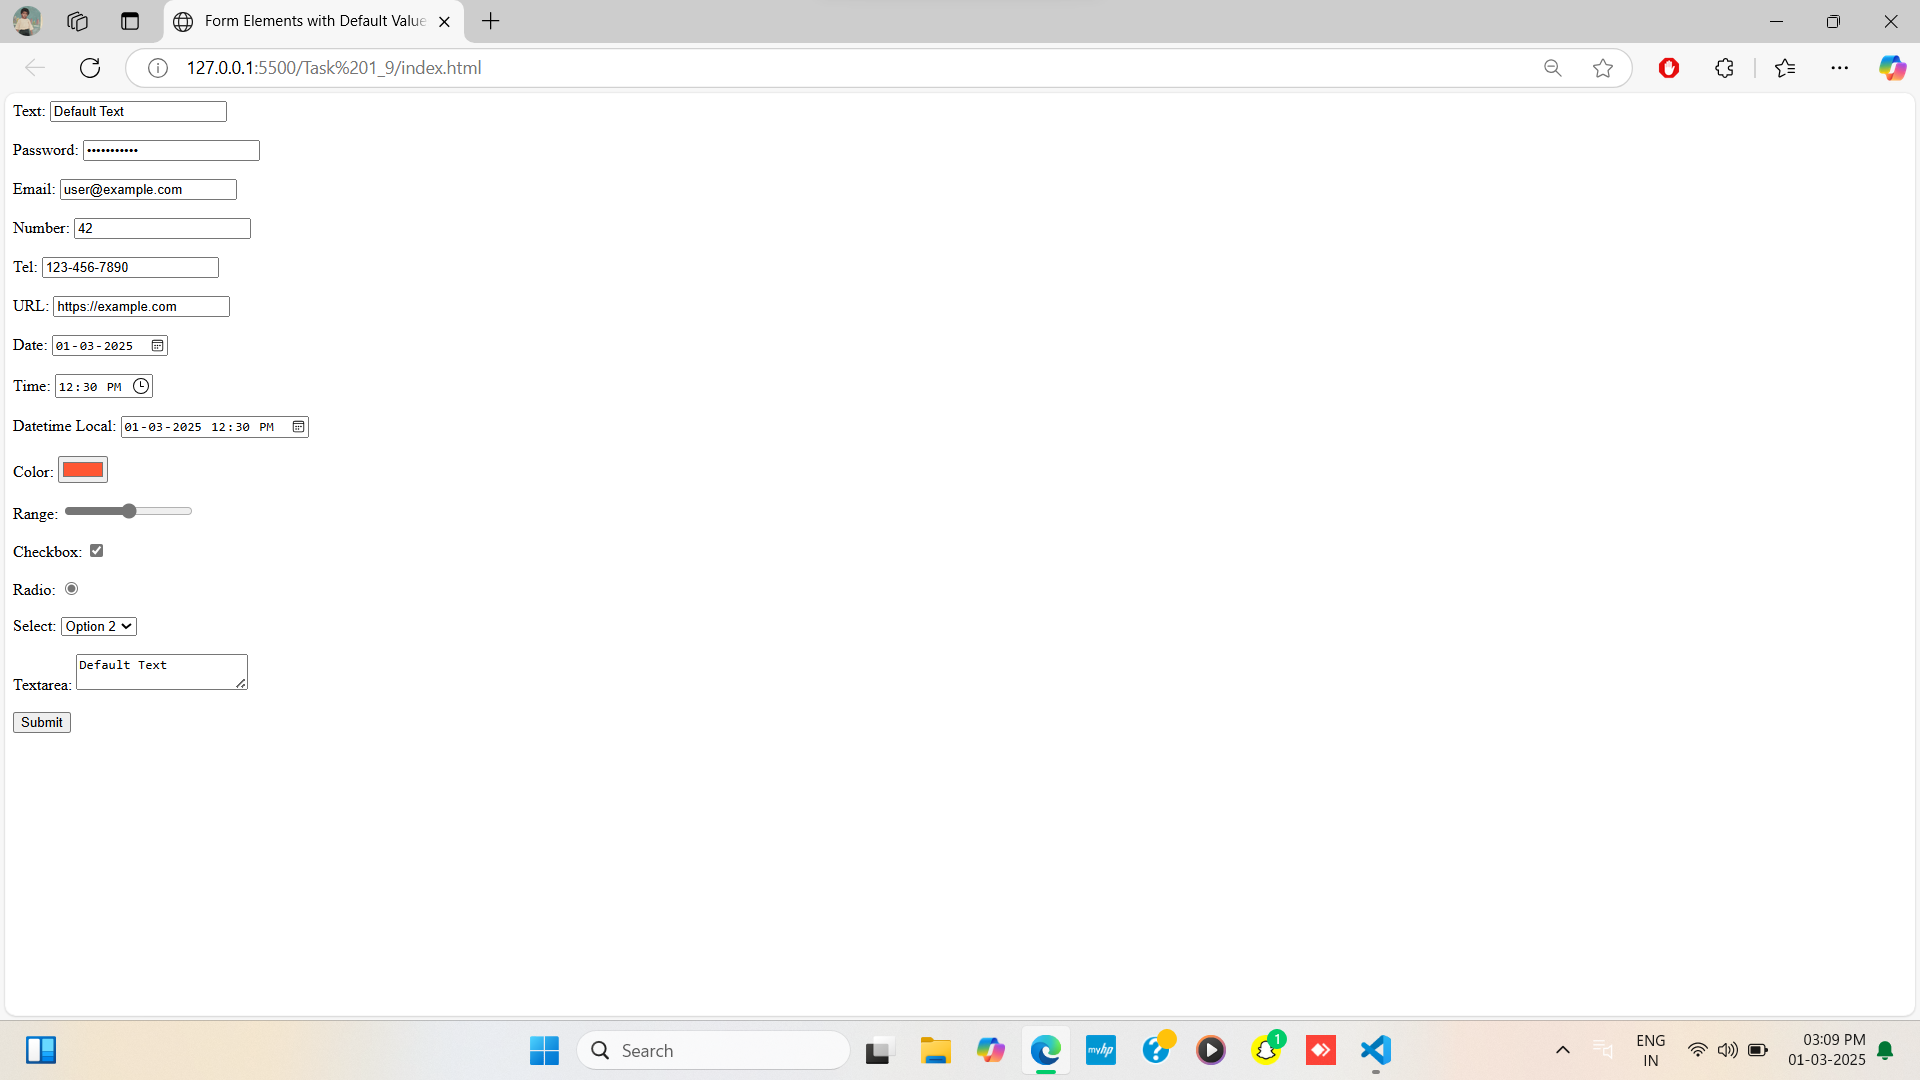 Form Elements with Default Value
127.0.0.1:5500/Task%201_9/index.html
Text: Default Text
Password: •••••••••••
Email: user@example.com
Number: 42
Tel: 123-456-7890
URL: https://example.com
Date: 01-03-2025
Time: 12:30 PM
Datetime Local: 01-03-2025 12:30 PM
Color:
Range:
Checkbox:
Radio:
Select: Option 2
Default Text
Textarea:
Submit
Search
myhp
1
ENG
IN
03:09 PM
01-03-2025